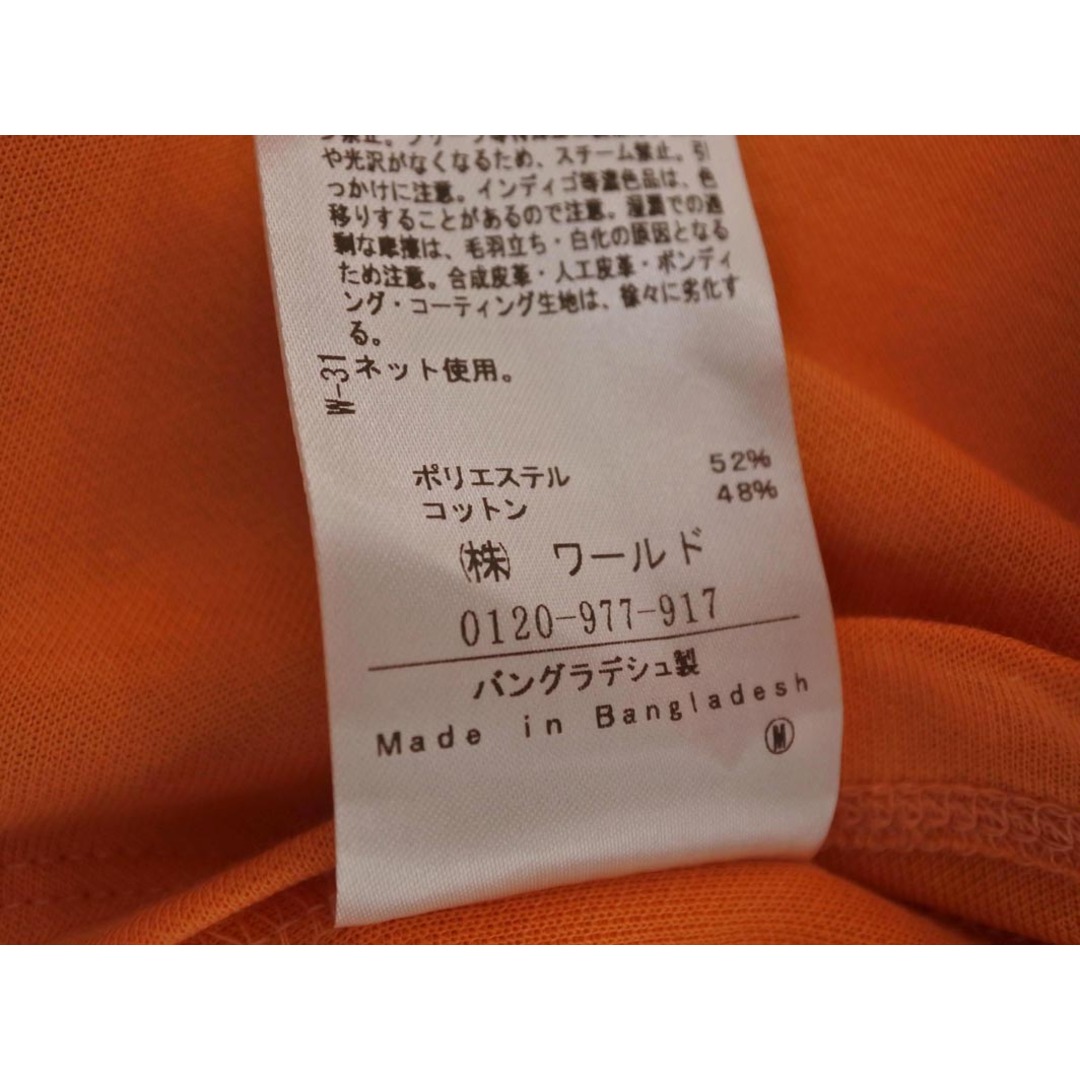 や光沢がなくなるため、スチーム禁止。引
っかけに注意。インディゴ等濃色品は、色
移りすることがあるので注意。湿潤での過
剰な摩擦は、毛羽立ち・白化の原因となる
ため注意。合成皮革・人工皮革・ボンディ
ング・コーティング生地は、徐々に劣化す
る。
W-31
ネット使用。
ポリエステル 52%
コットン 48%
㈱ ワールド
0120-977-917
バングラデシュ製
Made in Bangladesh
Ⓜ